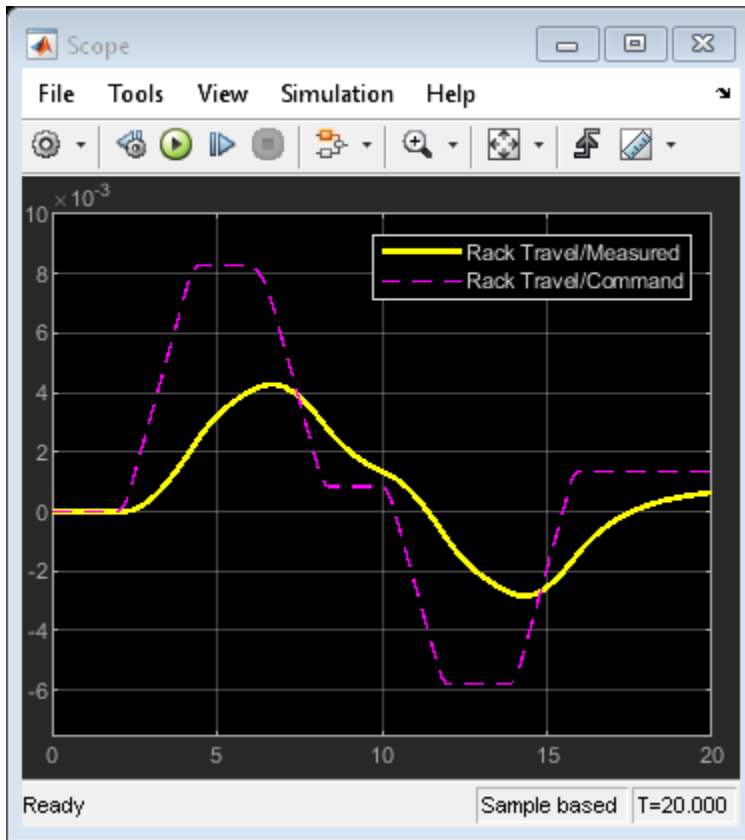 Scope
File Tools View Simulation Help
×10⁻³
10
8
6
4
2
0
-2
-4
-6
Rack Travel/Measured
Rack Travel/Command
0 5 10 15 20
Ready Sample based T=20.000